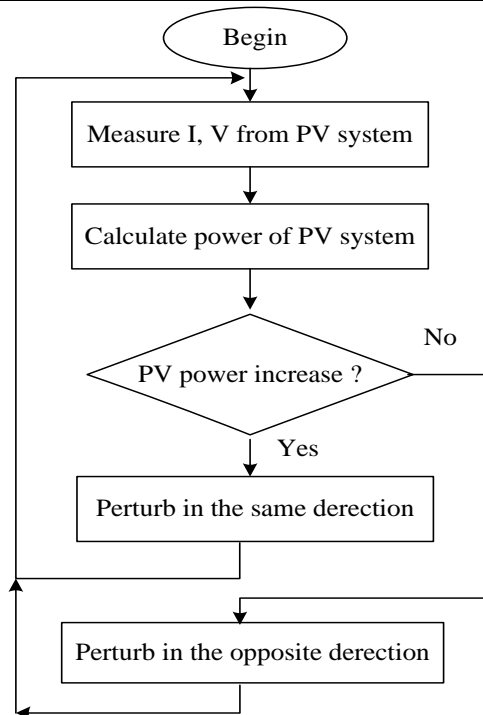 Begin
Measure I, V from PV system
Calculate power of PV system
PV power increase ?
No
Yes
Perturb in the same derection
Perturb in the opposite derection